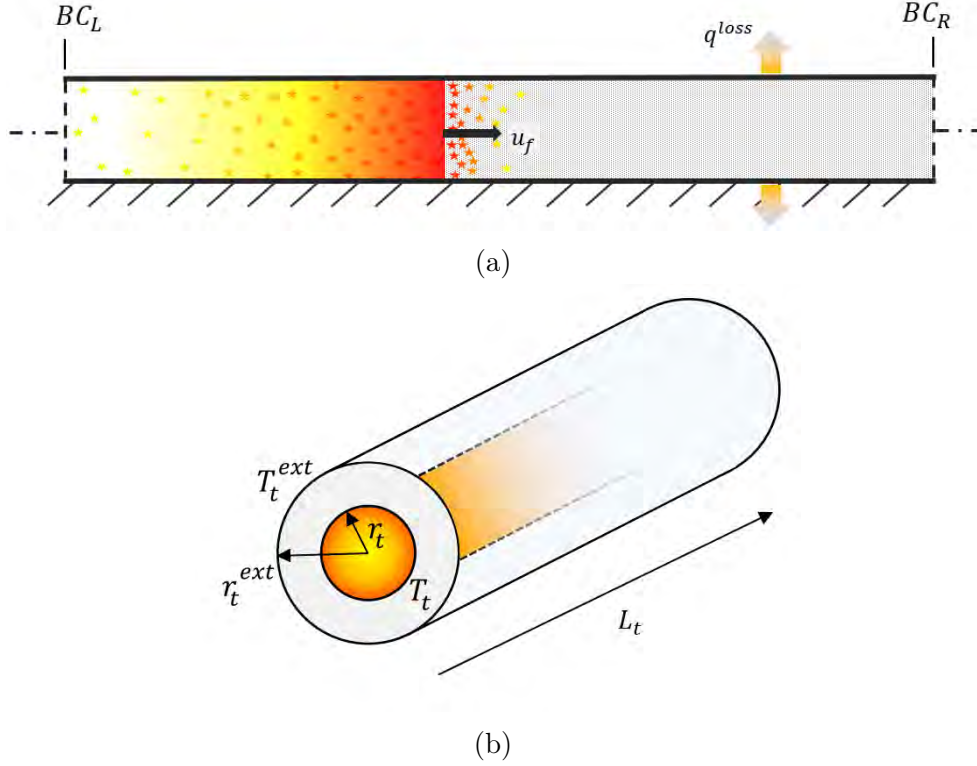 BC_L
BC_R
q^{loss}
u_f
(a)
T_t^{ext}
r_t
r_t^{ext}
T_t
L_t
(b)